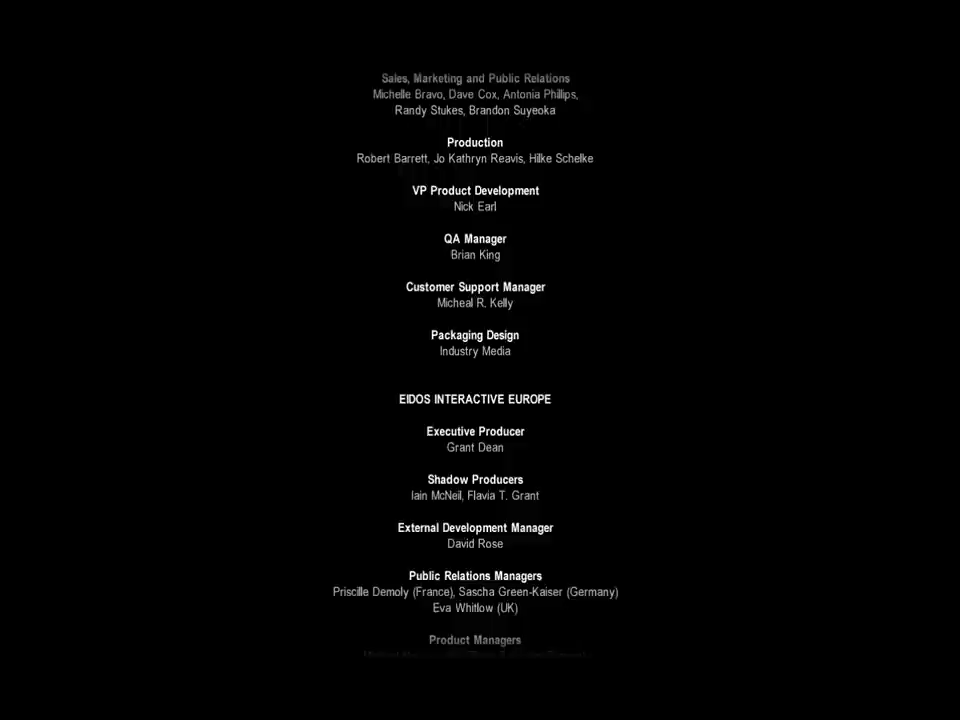 Sales, Marketing and Public Relations
Michelle Bravo, Dave Cox, Antonia Phillips,
Randy Stukes, Brandon Suyeoka
Production
Robert Barrett, Jo Kathryn Reavis, Hilke Schelke
VP Product Development
Nick Earl
QA Manager
Brian King
Customer Support Manager
Micheal R. Kelly
Packaging Design
Industry Media
EIDOS INTERACTIVE EUROPE
Executive Producer
Grant Dean
Shadow Producers
Iain McNeil, Flavia T. Grant
External Development Manager
David Rose
Public Relations Managers
Priscille Demoly (France), Sascha Green-Kaiser (Germany)
Eva Whitlow (UK)
Product Managers